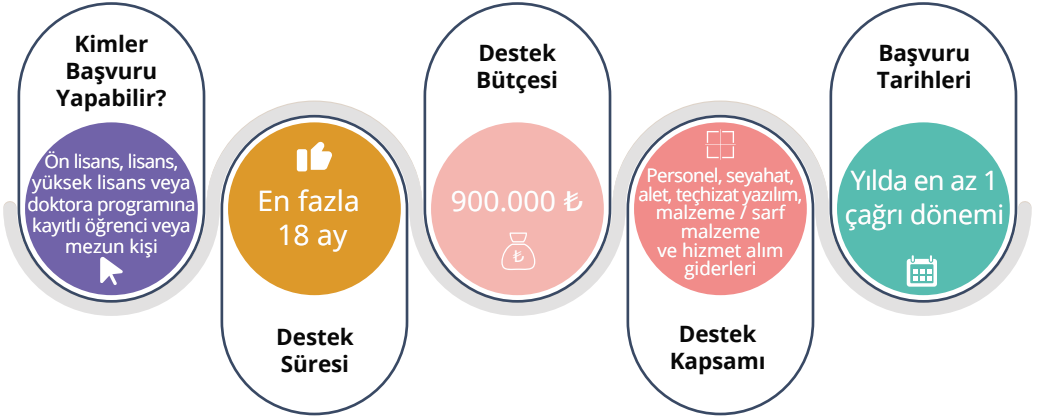 Kimler
Başvuru
Yapabilir?
Ön lisans, lisans,
yüksek lisans veya
doktora programına
kayıtlı öğrenci veya
mezun kişi
En fazla
18 ay
Destek
Süresi
Destek
Bütçesi
900.000 ₺
₺
Personel, seyahat,
alet, teçhizat yazılım,
malzeme / sarf
malzeme
ve hizmet alım
giderleri
Destek
Kapsamı
Başvuru
Tarihleri
Yılda en az 1
çağrı dönemi